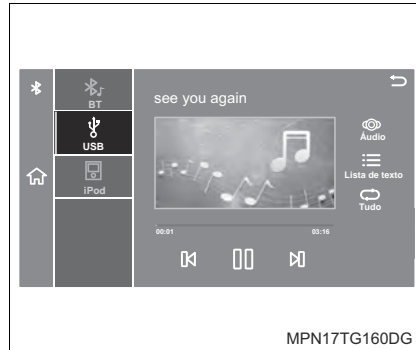 BT
USB
iPod
see you again
00:01
03:16
Áudio
Lista de texto
Tudo
MPN17TG160DG